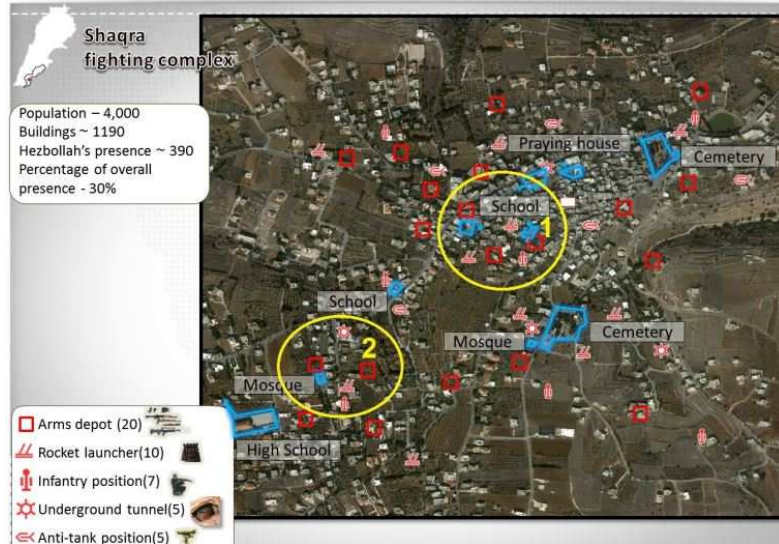 Shaqra
fighting complex
Population – 4,000
Buildings ~ 1190
Hezbollah's presence ~ 390
Percentage of overall
presence - 30%
Praying house
Cemetery
School
1
School
Mosque
Cemetery
2
Mosque
High School
Arms depot (20)
Rocket launcher(10)
Infantry position(7)
Underground tunnel(5)
Anti-tank position(5)